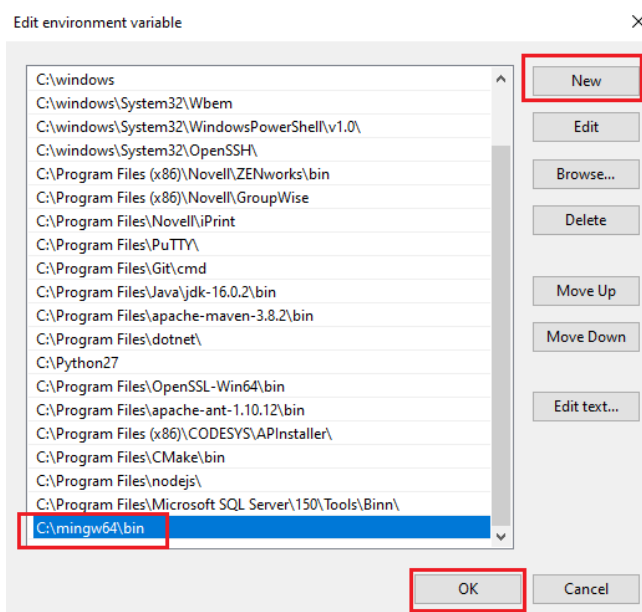 Edit environment variable
C:\windows
C:\windows\System32\Wbem
C:\windows\System32\WindowsPowerShell\v1.0\
C:\windows\System32\OpenSSH\
C:\Program Files (x86)\Novell\ZENworks\bin
C:\Program Files (x86)\Novell\GroupWise
C:\Program Files\Novell\iPrint
C:\Program Files\PuTTY\
C:\Program Files\Git\cmd
C:\Program Files\Java\jdk-16.0.2\bin
C:\Program Files\apache-maven-3.8.2\bin
C:\Program Files\dotnet\
C:\Python27
C:\Program Files\OpenSSL-Win64\bin
C:\Program Files\apache-ant-1.10.12\bin
C:\Program Files (x86)\CODESYS\APInstaller\
C:\Program Files\CMake\bin
C:\Program Files\nodejs\
C:\Program Files\Microsoft SQL Server\150\Tools\Binn\
C:\mingw64\bin
New
Edit
Browse...
Delete
Move Up
Move Down
Edit text...
OK
Cancel